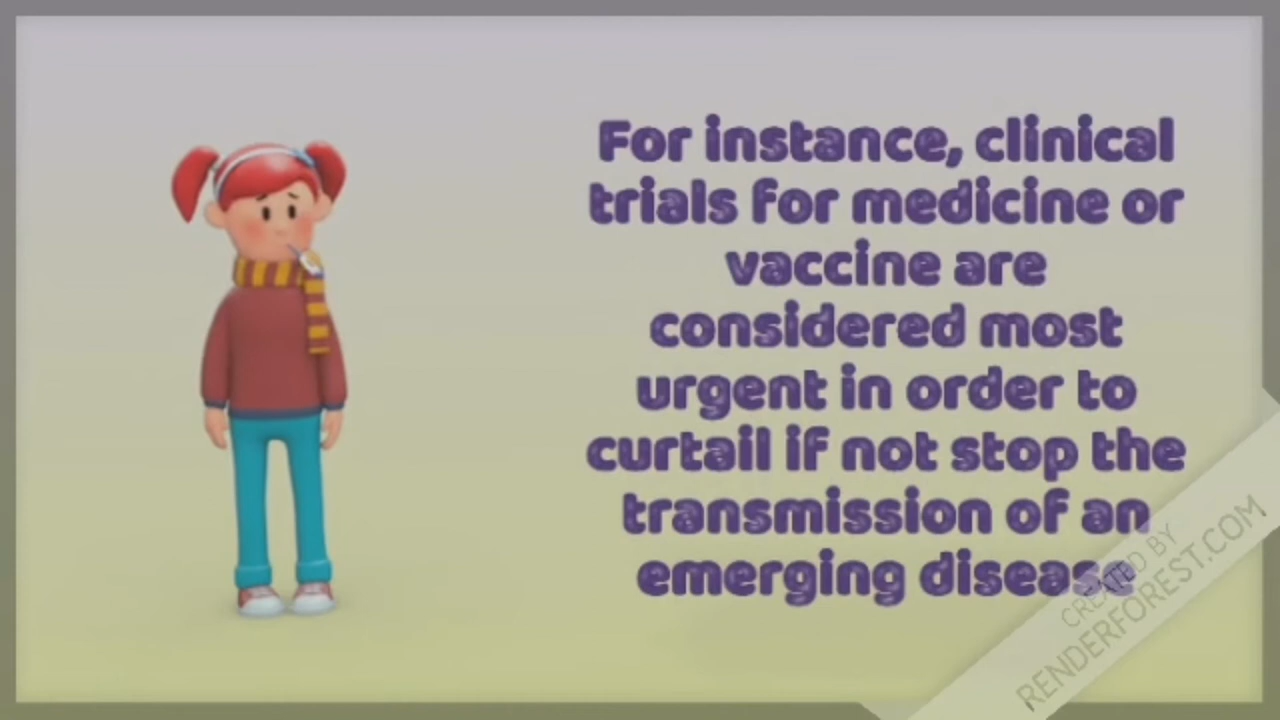 For instance, clinical
trials for medicine or
vaccine are
considered most
urgent in order to
curtail if not stop the
transmission of an
emerging disease
CREATED BY
RENDERFOREST.COM